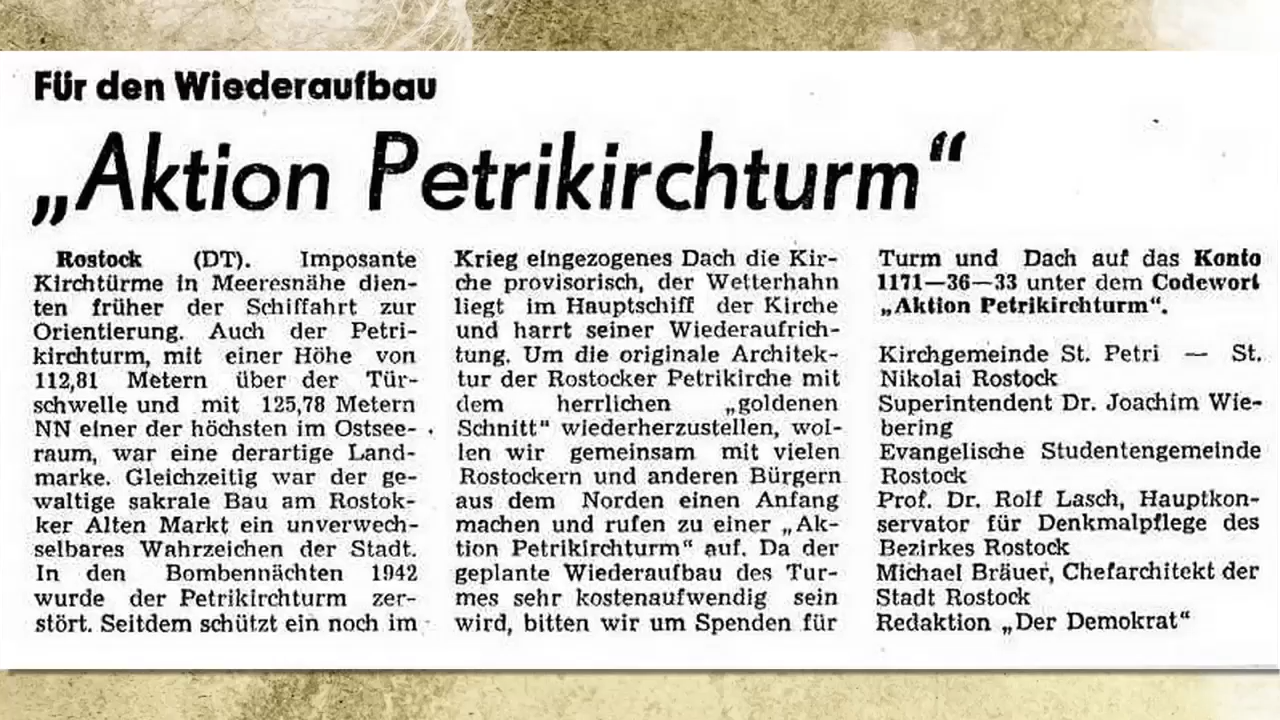 Für den Wiederaufbau
„Aktion Petrikirchturm“
Rostock (DT). Imposante
Kirchtürme in Meeresnähe dien-
ten früher der Schiffahrt zur
Orientierung. Auch der Petri-
kirchturm, mit einer Höhe von
112,81 Metern über der Tür-
schwelle und mit 125,78 Metern
NN einer der höchsten im Ostsee-
raum, war eine derartige Land-
marke. Gleichzeitig war der ge-
waltige sakrale Bau am Rostok-
ker Alten Markt ein unverwech-
selbares Wahrzeichen der Stadt.
In den Bombennächten 1942
wurde der Petrikirchturm zer-
stört. Seitdem schützt ein noch im
Krieg eingezogenes Dach die Kir-
che provisorisch, der Wetterhahn
liegt im Hauptschiff der Kirche
und harrt seiner Wiederaufrich-
tung. Um die originale Architek-
tur der Rostocker Petrikirche mit
dem herrlichen „goldenen
Schnitt“ wiederherzustellen, wol-
len wir gemeinsam mit vielen
Rostockern und anderen Bürgern
aus dem Norden einen Anfang
machen und rufen zu einer „Ak-
tion Petrikirchturm“ auf. Da der
geplante Wiederaufbau des Tur-
mes sehr kostenaufwendig sein
wird, bitten wir um Spenden für
Turm und Dach auf das Konto
1171—36—33 unter dem Codewort
„Aktion Petrikirchturm“.
Kirchgemeinde St. Petri — St.
Nikolai Rostock
Superintendent Dr. Joachim Wie-
bering
Evangelische Studentengemeinde
Rostock
Prof. Dr. Rolf Lasch, Hauptkon-
servator für Denkmalpflege des
Bezirkes Rostock
Michael Bräuer, Chefarchitekt der
Stadt Rostock
Redaktion „Der Demokrat“